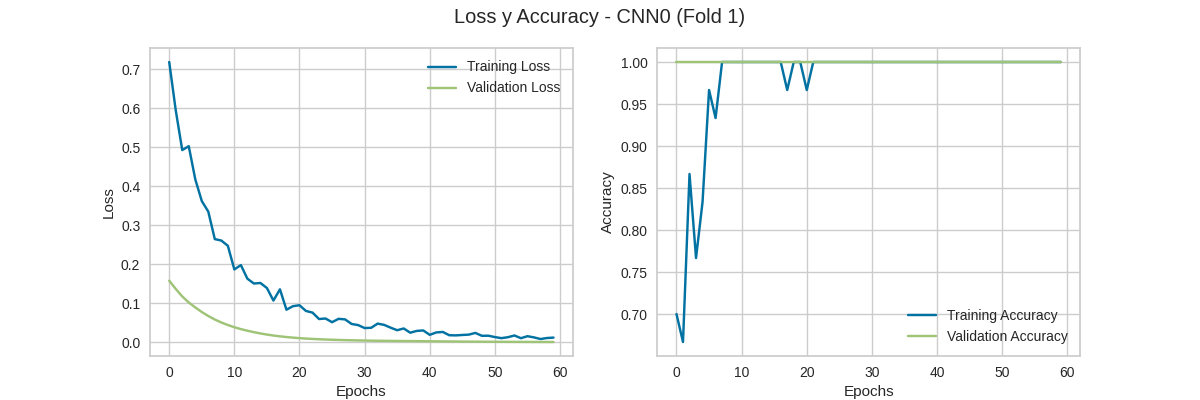 Loss y Accuracy - CNN0 (Fold 1)
0.7
0.6
0.5
0.4
0.3
0.2
0.1
0.0
Loss
0 10 20 30 40 50 60
Epochs
Training Loss
Validation Loss
1.00
0.95
0.90
0.85
0.80
0.75
0.70
Accuracy
0 10 20 30 40 50 60
Epochs
Training Accuracy
Validation Accuracy